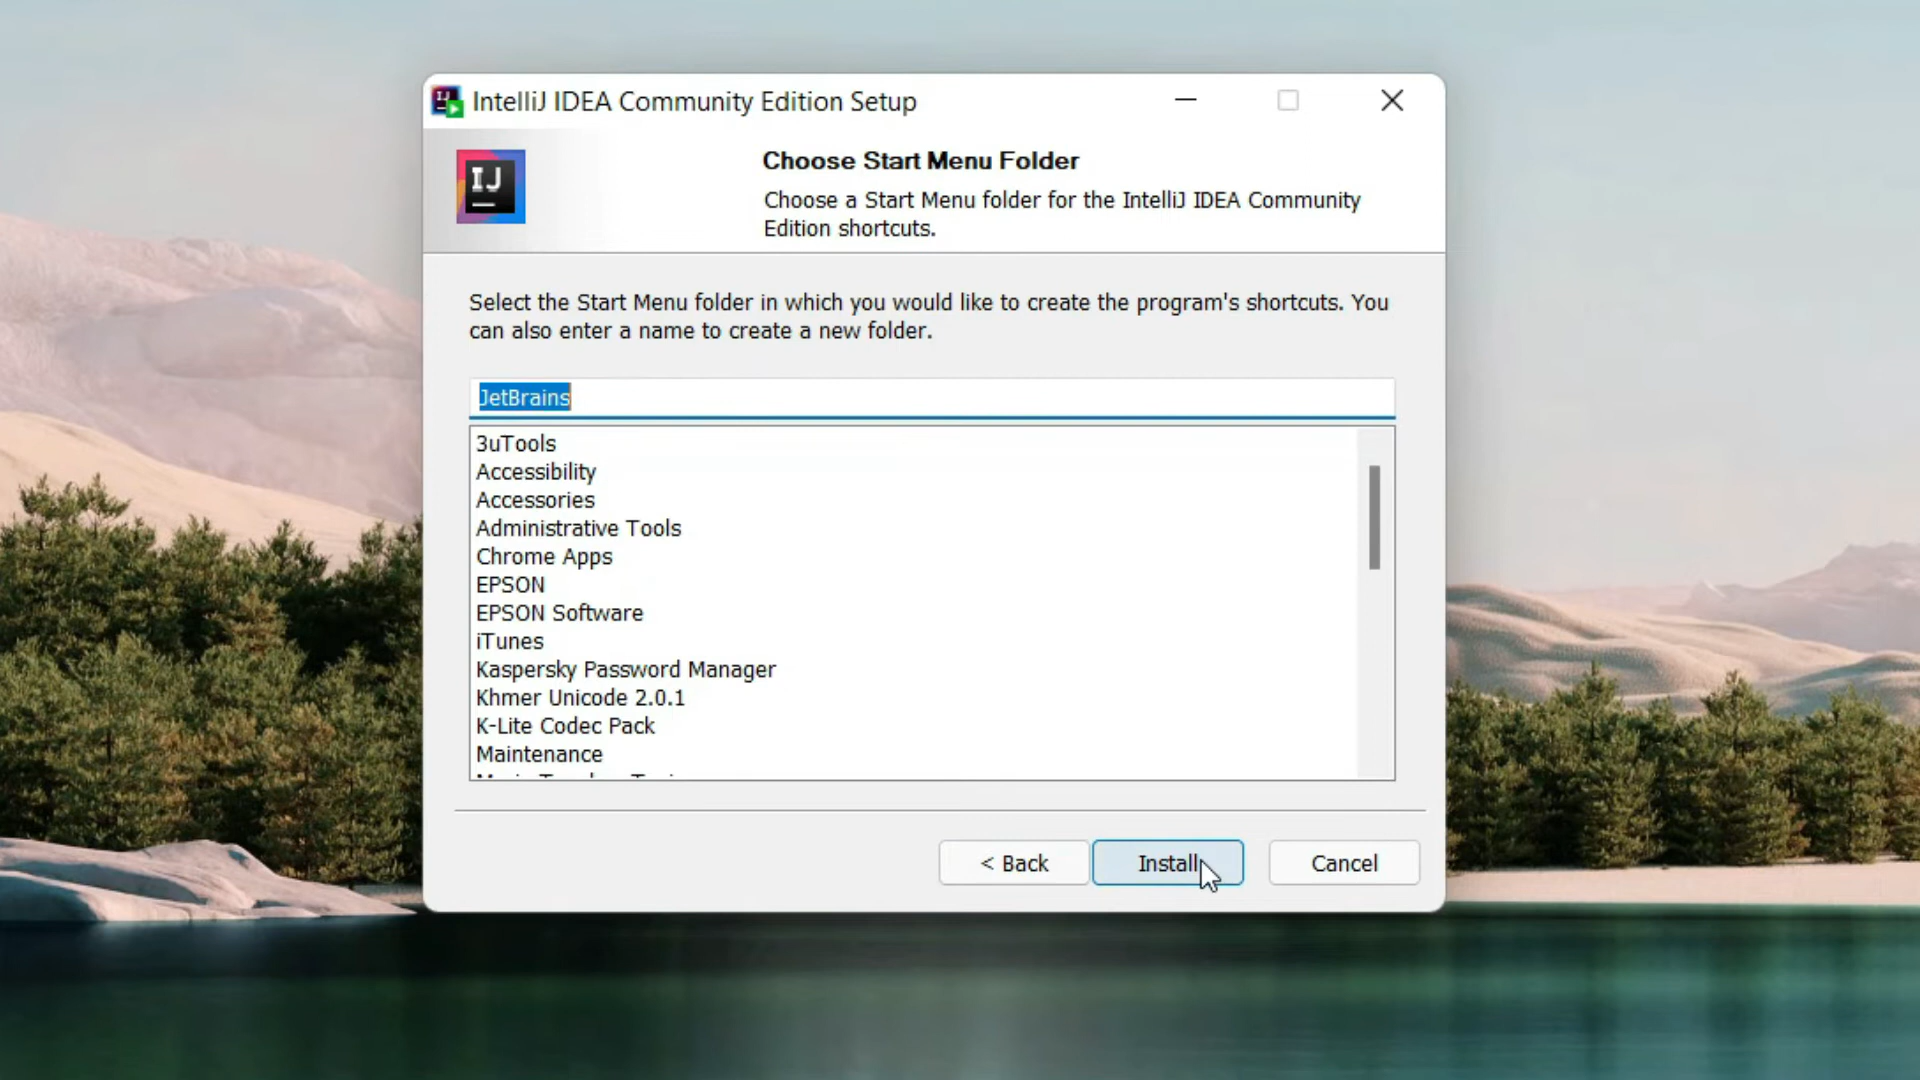 IntelliJ IDEA Community Edition Setup
IJ
Choose Start Menu Folder
Choose a Start Menu folder for the IntelliJ IDEA Community
Edition shortcuts.
Select the Start Menu folder in which you would like to create the program's shortcuts. You
can also enter a name to create a new folder.
JetBrains
3uTools
Accessibility
Accessories
Administrative Tools
Chrome Apps
EPSON
EPSON Software
iTunes
Kaspersky Password Manager
Khmer Unicode 2.0.1
K-Lite Codec Pack
Maintenance
< Back
Install
Cancel